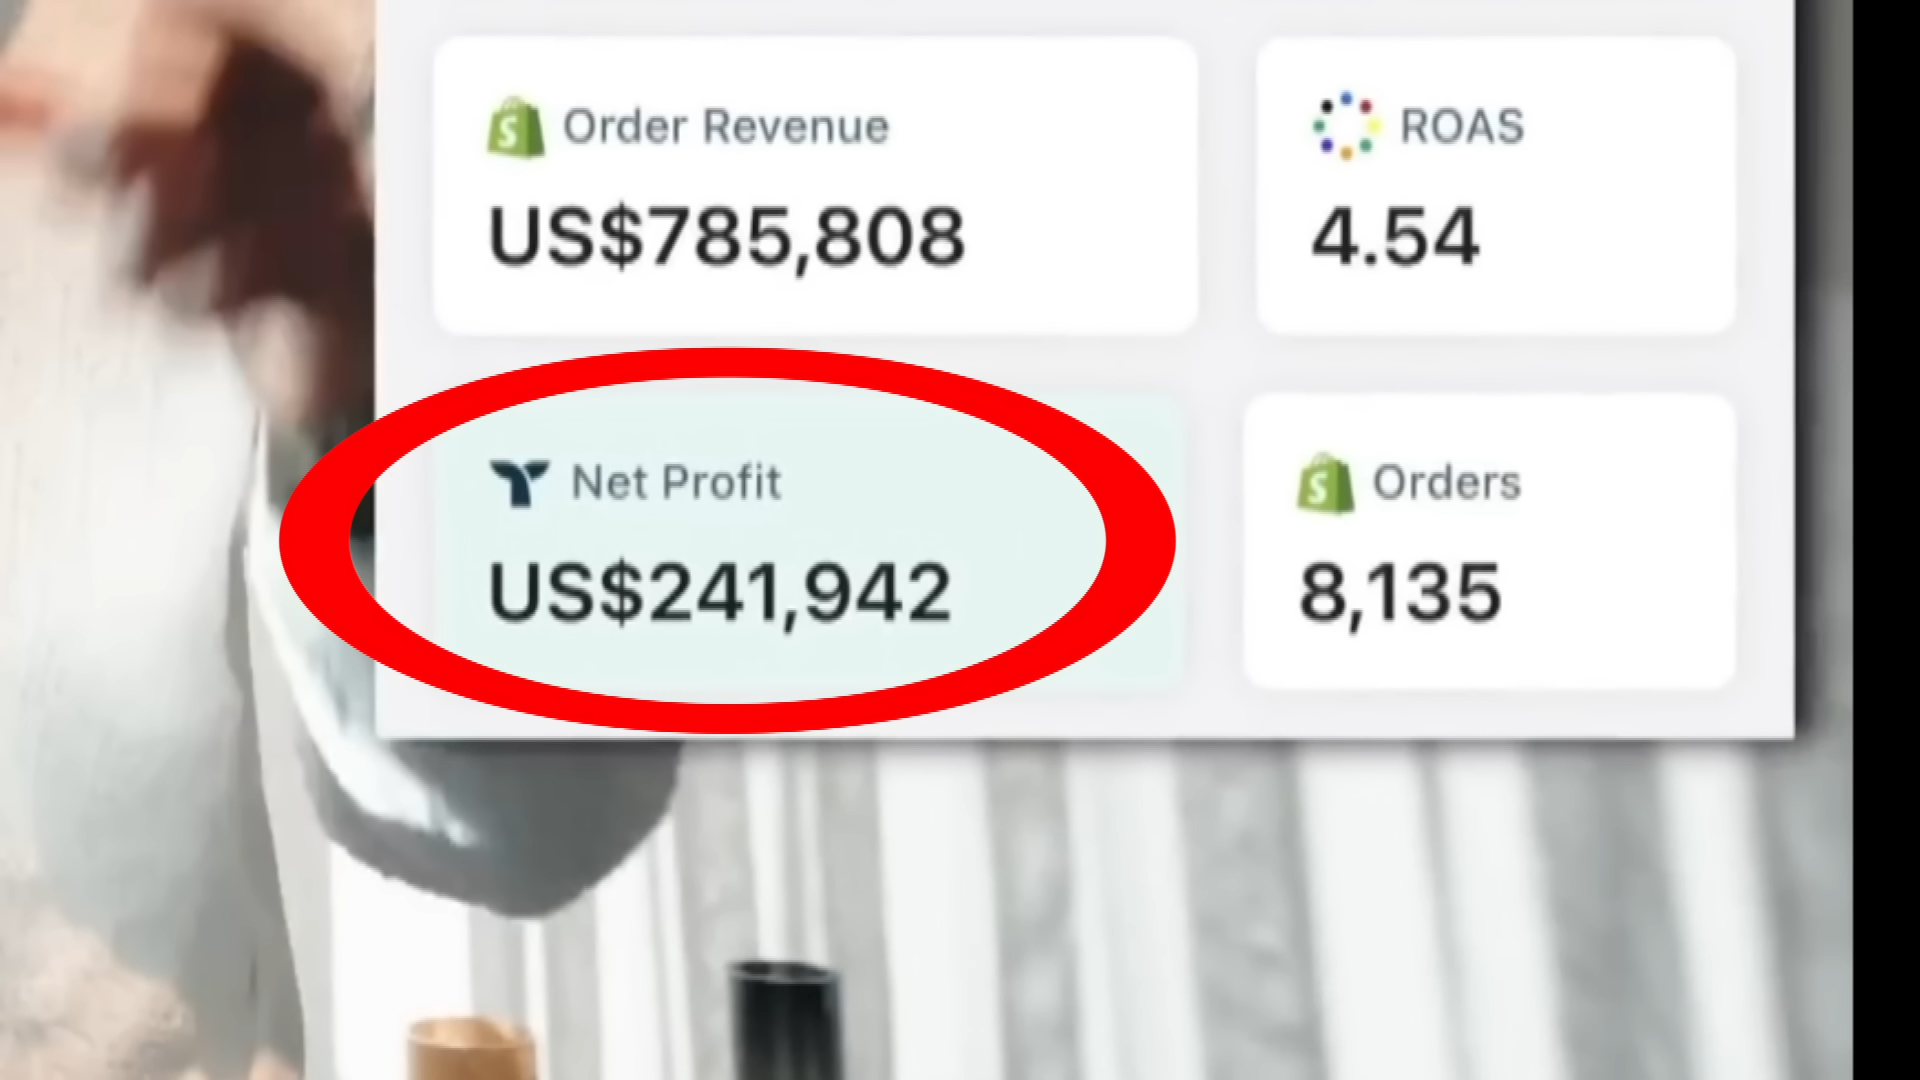 Order Revenue
US$785,808
ROAS
4.54
Net Profit
US$241,942
Orders
8,135